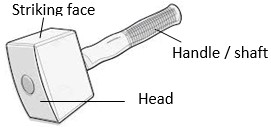 Striking face
Handle / shaft
Head